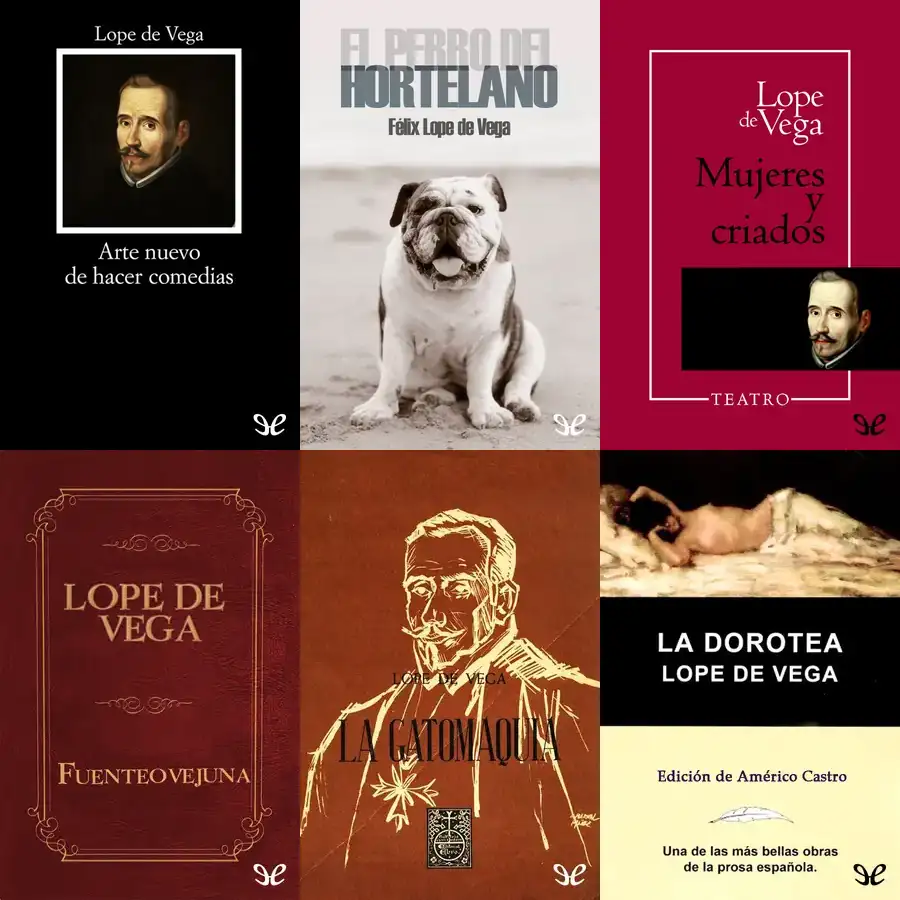 Lope de Vega
Arte nuevo
de hacer comedias
EL PERRO DEL
HORTELANO
Félix Lope de Vega
Lope
de Vega
Mujeres
y
criados
TEATRO
LOPE DE
VEGA
FUENTEOVEJUNA
LOPE DE VEGA
LA GATOMAQUIA
LA DOROTEA
LOPE DE VEGA
Edición de Américo Castro
Una de las más bellas obras
de la prosa española.